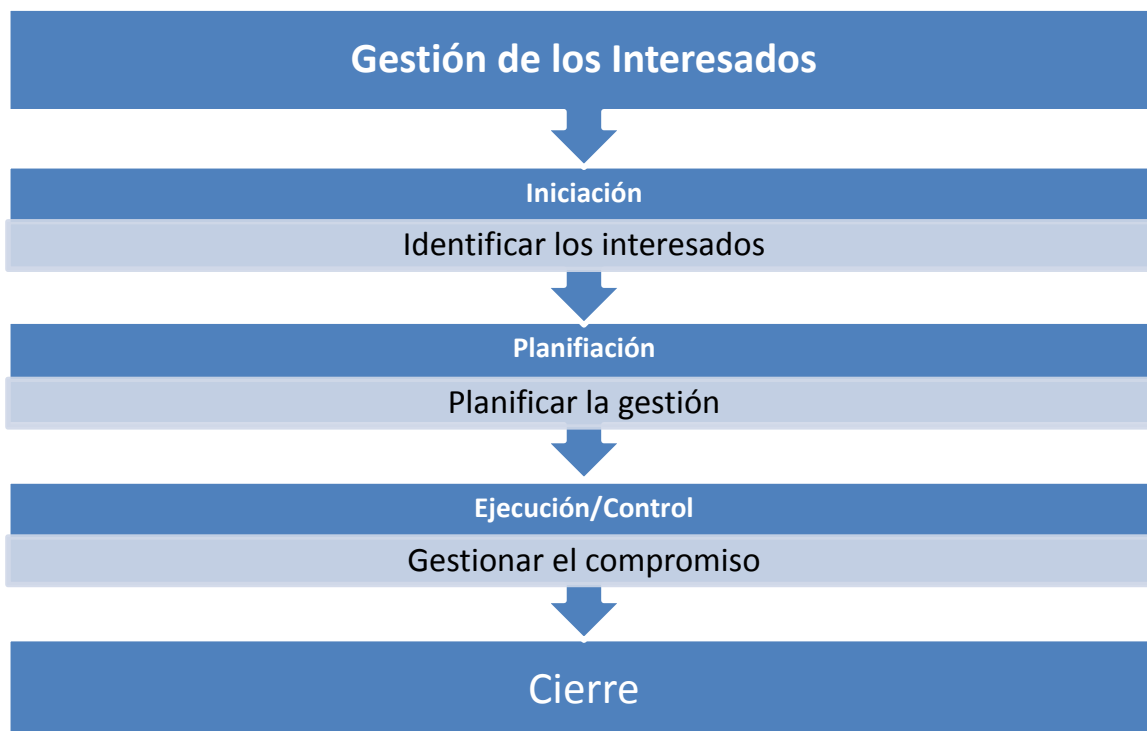 Gestión de los Interesados
Iniciación
Identificar los interesados
Planifiación
Planificar la gestión
Ejecución/Control
Gestionar el compromiso
Cierre